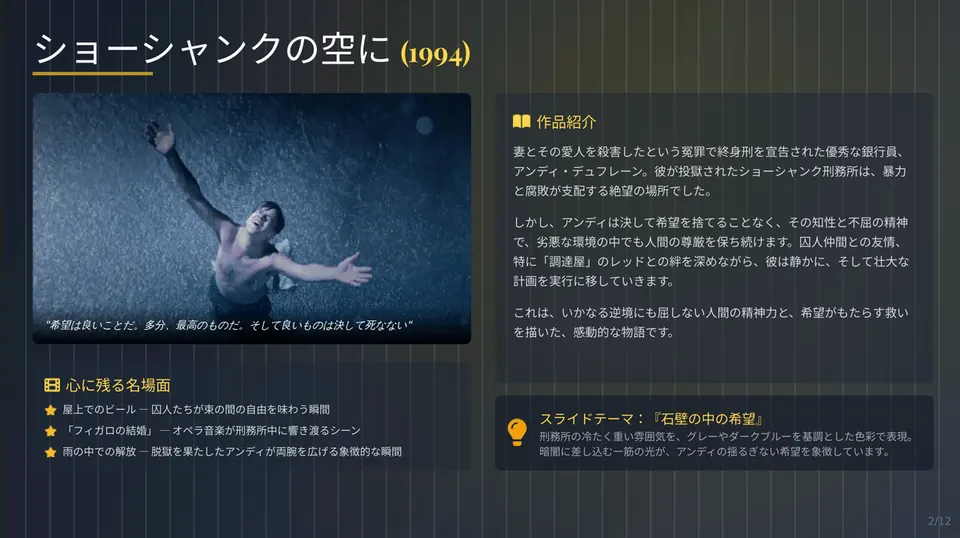 ショーシャンクの空に (1994)
"希望は良いことだ。多分、最高のものだ。そして良いものは決して死なない"
心に残る名場面
屋上でのビール — 囚人たちが束の間の自由を味わう瞬間
「フィガロの結婚」 — オペラ音楽が刑務所中に響き渡るシーン
雨の中での解放 — 脱獄を果たしたアンディが両腕を広げる象徴的な瞬間
作品紹介
妻とその愛人を殺害したという冤罪で終身刑を宣告された優秀な銀行員、
アンディ・デュフレーン。彼が投獄されたショーシャンク刑務所は、暴力
と腐敗が支配する絶望の場所でした。
しかし、アンディは決して希望を捨てることなく、その知性と不屈の精神
で、劣悪な環境の中でも人間の尊厳を保ち続けます。囚人仲間との友情、
特に「調達屋」のレッドとの絆を深めながら、彼は静かに、そして壮大な
計画を実行に移していきます。
これは、いかなる逆境にも屈しない人間の精神力と、希望がもたらす救い
を描いた、感動的な物語です。
スライドテーマ：『石壁の中の希望』
刑務所の冷たく重い雰囲気を、グレーやダークブルーを基調とした色彩で表現。
暗闇に差し込む一筋の光が、アンディの揺るぎない希望を象徴しています。
2/12